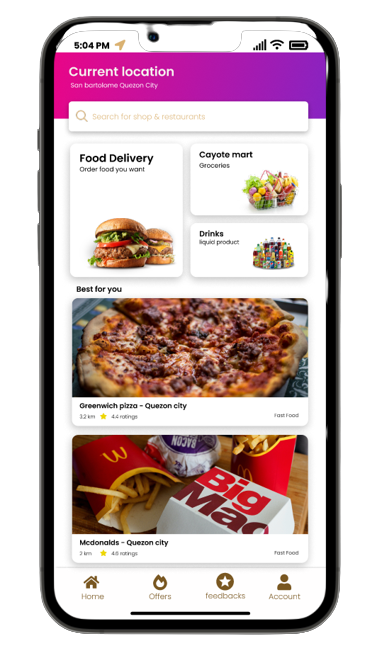 5:04 PM
Current location
San bartolome Quezon City
Search for shop & restaurants
Food Delivery
Order food you want
Cayote mart
Groceries
Drinks
liquid product
Best for you
Greenwich pizza - Quezon city
3.2 km 4.4 ratings
Fast Food
BACON
Big
Mac
Mcdonalds - Quezon city
2 km 4.6 ratings
Fast Food
Home
Offers
feedbacks
Account